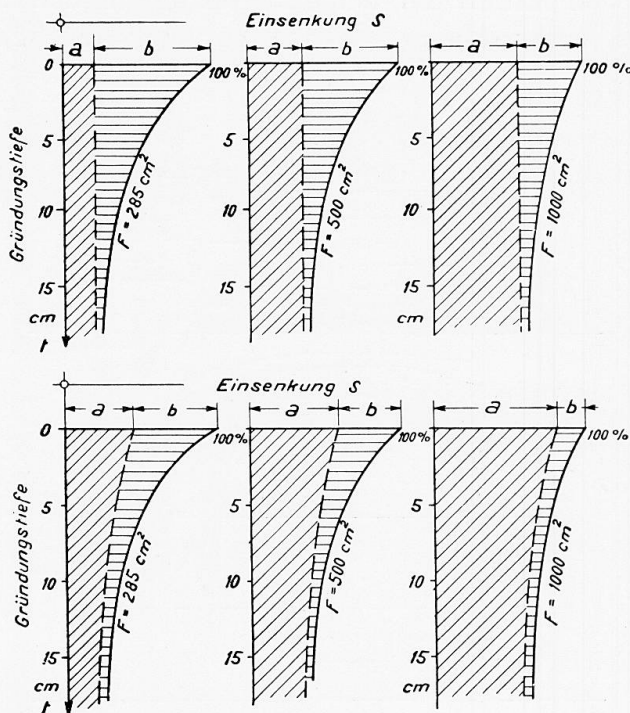 Einsenkung S
a b a b a b
0 100% 100% 100%
5 5 5
10 10 10
15 15 15
cm cm
t
Gründungstiefe
F = 285 cm²
F = 500 cm²
F = 1000 cm²
Einsenkung S
a b a b a b
0 100% 100% 100%
5 5 5
10 10 10
15 15 15
cm cm
t
Gründungstiefe
F = 285 cm²
F = 500 cm²
F = 1000 cm²